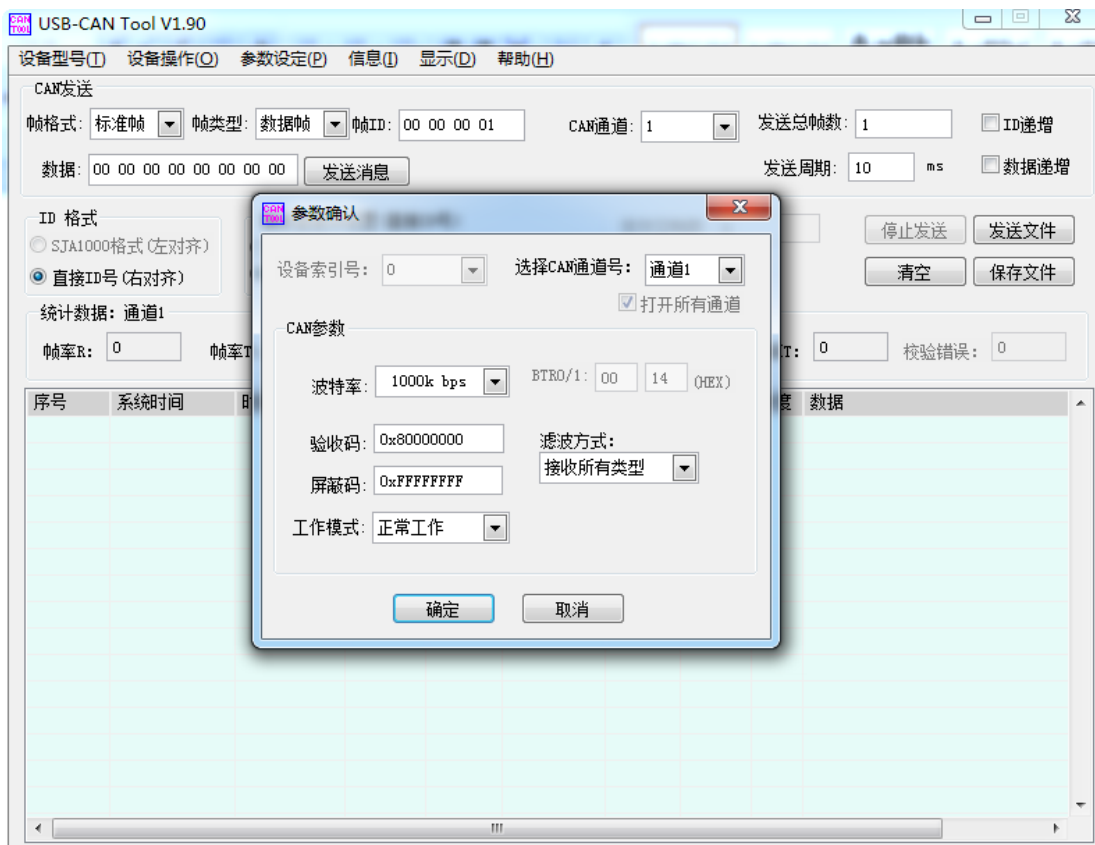 USB-CAN Tool V1.90
设备型号(T) 设备操作(O) 参数设定(P) 信息(I) 显示(D) 帮助(H)
CAN发送
帧格式: 标准帧 帧类型: 数据帧 帧ID: 00 00 00 01 CAN通道: 1 发送总帧数: 1 ID递增
数据: 00 00 00 00 00 00 00 00 发送消息 发送周期: 10 ms 数据递增
ID 格式
SJA1000格式(左对齐)
直接ID号(右对齐)
停止发送 发送文件
清空 保存文件
统计数据: 通道1
帧率R: 0 帧率T T: 0 校验错误: 0
序号 系统时间 数据
CAN TOOL 参数确认
设备索引号: 0 选择CAN通道号: 通道1
打开所有通道
CAN参数
波特率: 1000k bps BTR0/1: 00 14 (HEX)
验收码: 0x80000000 滤波方式:
屏蔽码: 0xFFFFFFFF 接收所有类型
工作模式: 正常工作
确定 取消